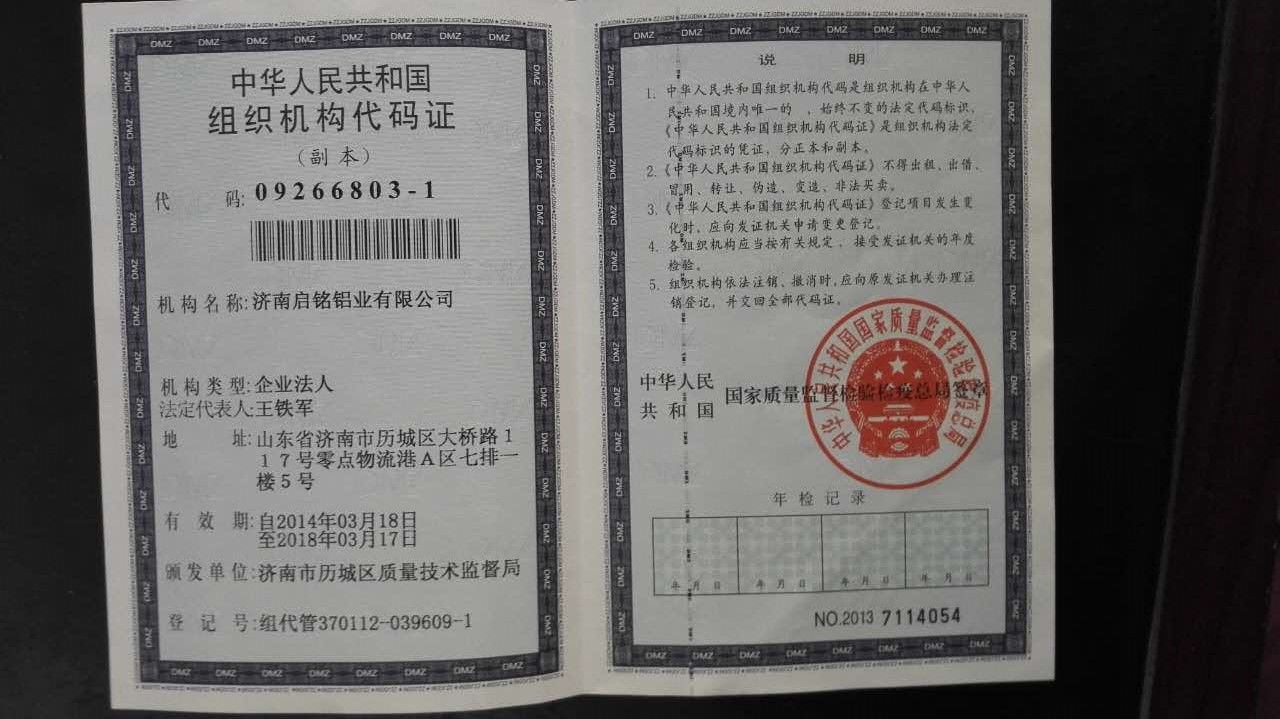 中华人民共和国
组织机构代码证
（副本）
代 码: 09266803-1
机构名称: 济南启铭铝业有限公司
机构类型: 企业法人
法定代表人: 王铁军
地 址: 山东省济南市历城区大桥路１
１７号零点物流港Ａ区七排一
楼５号
有 效 期: 自2014年03月18日
至2018年03月17日
颁发单位: 济南市历城区质量技术监督局
登 记 号: 组代管370112-039609-1
说 明
1. 中华人民共和国组织机构代码是组织机构在中华人
民共和国境内唯一的 ，始终不变的法定代码标识，
《中华人民共和国组织机构代码证》是组织机构法定
代码标识的凭证，分正本和副本。
2.《中华人民共和国组织机构代码证》不得出租、出借、
冒用、转让、伪造、变造、非法买卖。
3.《中华人民共和国组织机构代码证》登记项目发生变
化时，应向发证机关申请变更登记。
4. 各组织机构应当按有关规定，接受发证机关的年度
检验。
5. 组织机构依法注销、撤消时，应向原发证机关办理注
销登记，并交回全部代码证。
中华人民
共和国
国家质量监督检验检疫总局签章
中华人民共和国国家质量监督检验检疫总局
年检记录
年 月 日 年 月 日 年 月 日 年 月 日
NO.2013 7114054